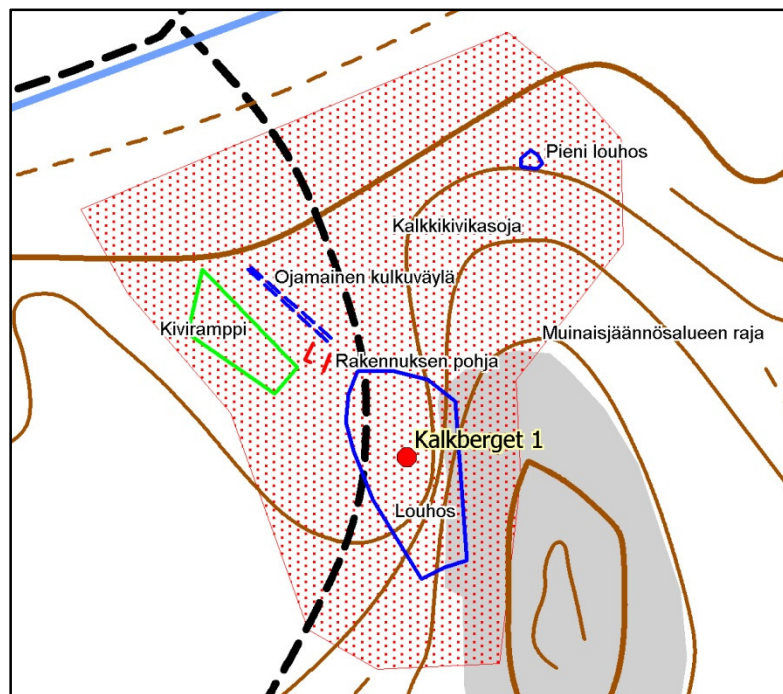 Pieni louhos
Kalkkikivikasoja
Ojamainen kulkuväylä
Kiviramppi
Muinaisjäännösalueen raja
Rakennuksen pohja
Kalkberget 1
Louhos